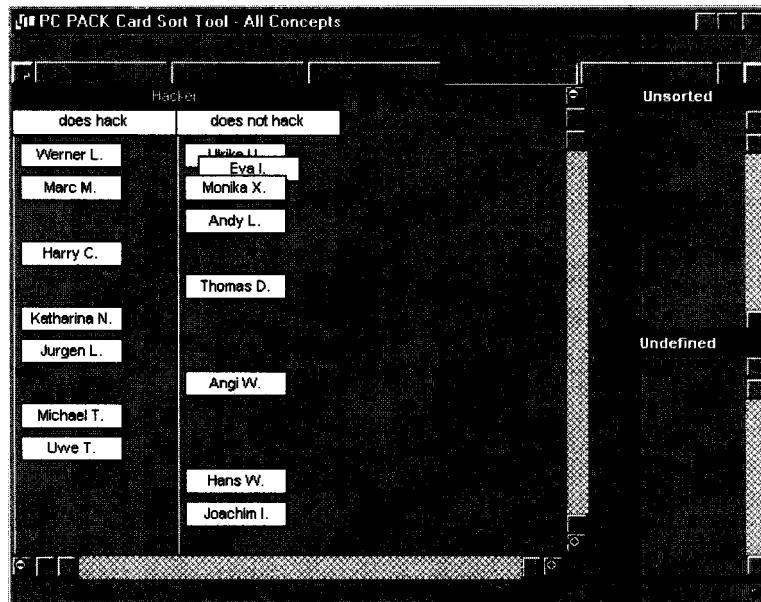 PC PACK Card Sort Tool - All Concepts
Hacker
Unsorted
does hack
does not hack
Werner L.
Ulrike U.
Eva I.
Marc M.
Monika X.
Andy L.
Harry C.
Thomas D.
Katharina N.
Jurgen L.
Undefined
Angi W.
Michael T.
Uwe T.
Hans W.
Joachim I.